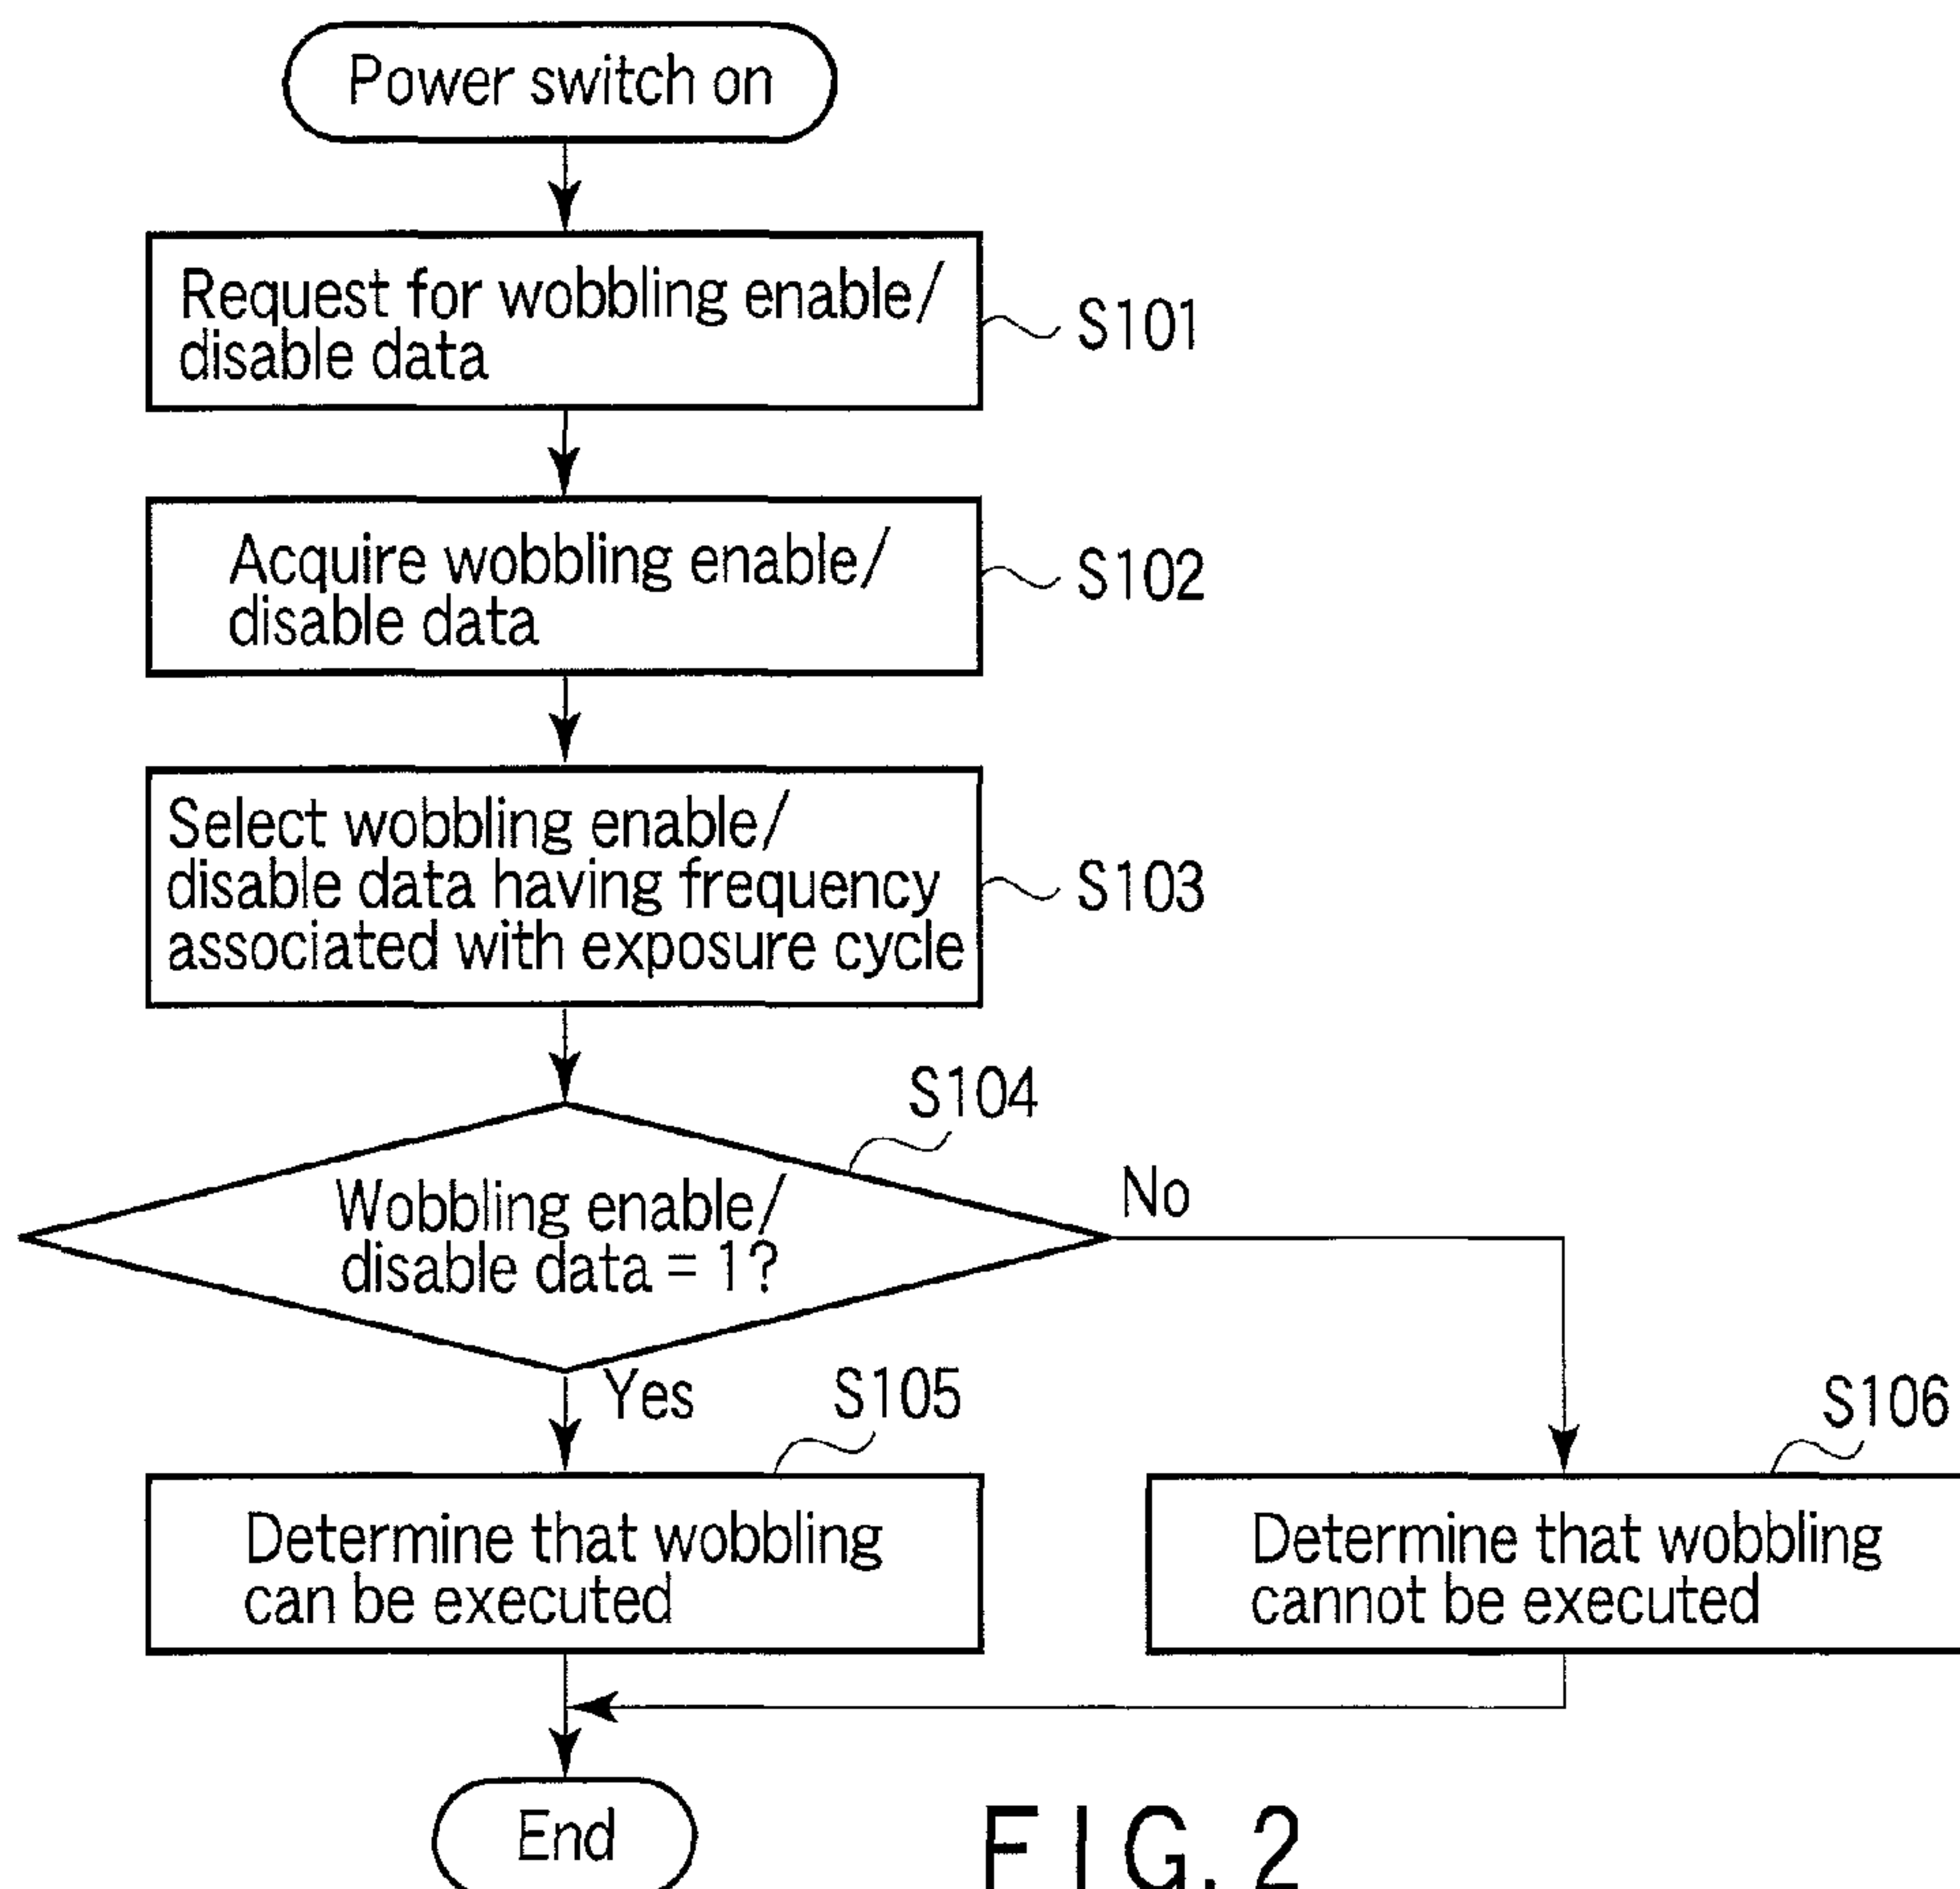 Power switch on
Request for wobbling enable/
disable data
S101
Acquire wobbling enable/
disable data
S102
Select wobbling enable/
disable data having frequency
associated with exposure cycle
S103
S104
Wobbling enable/
disable data = 1?
No
Yes
S105
S106
Determine that wobbling
can be executed
Determine that wobbling
cannot be executed
End
FIG. 2